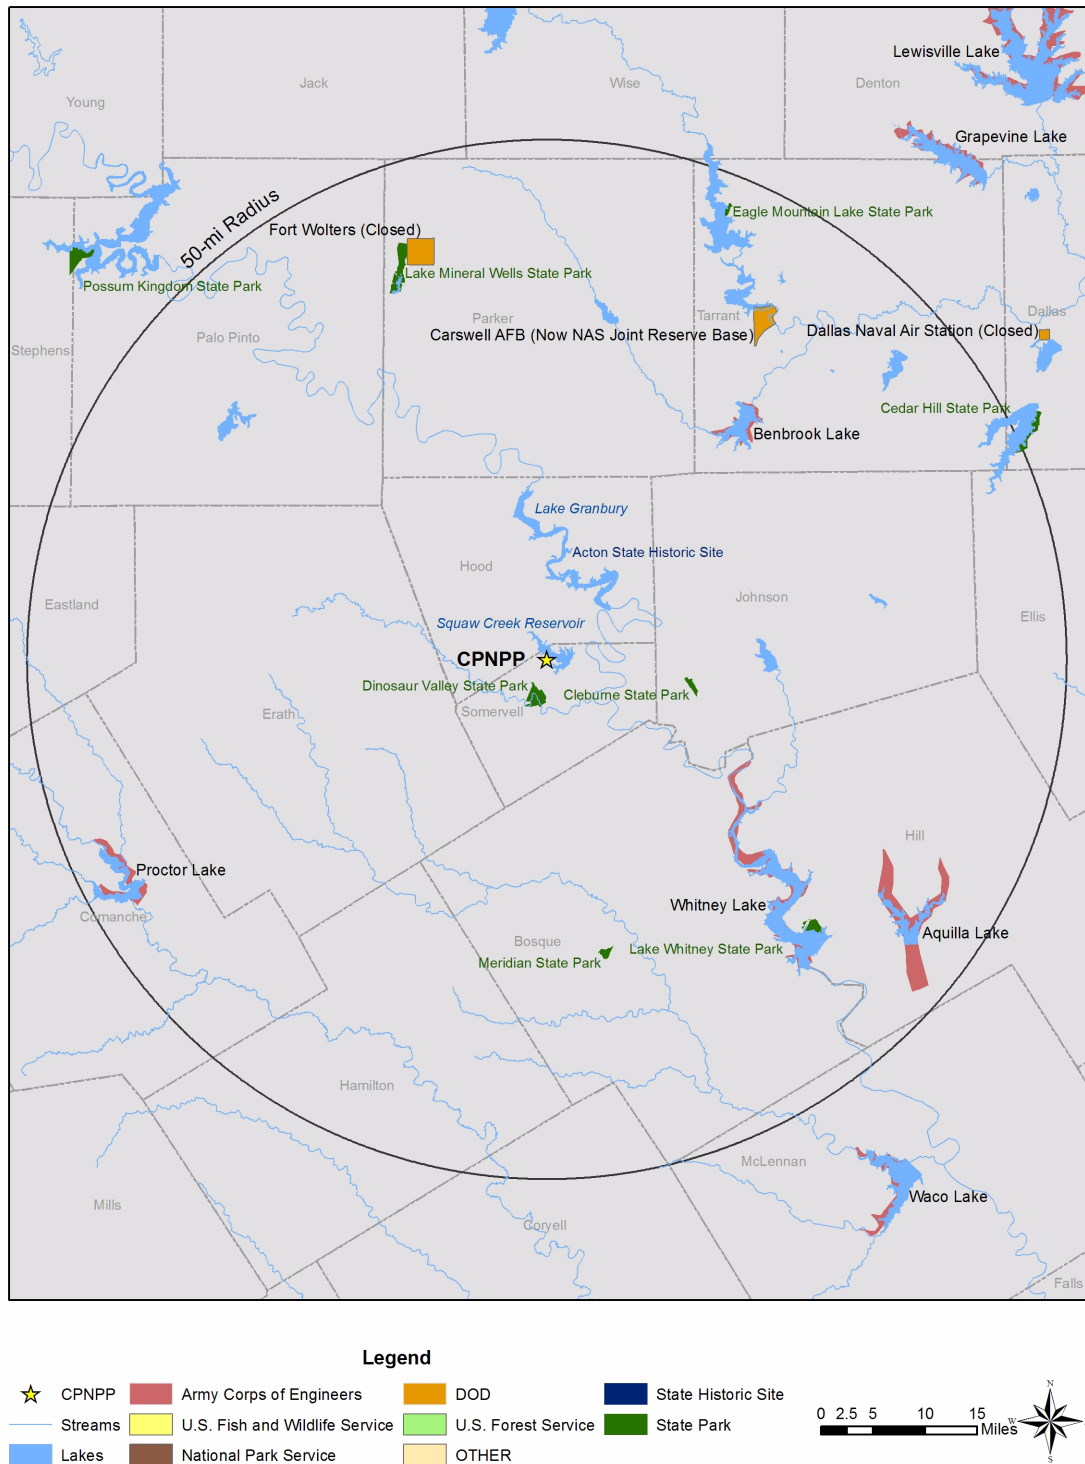 Lewisville Lake
Jack
Wise
Denton
Young
Grapevine Lake
50-mi Radius
Eagle Mountain Lake State Park
Fort Wolters (Closed)
Lake Mineral Wells State Park
Possum Kingdom State Park
Parker
Tarrant
Dallas
Carswell AFB (Now NAS Joint Reserve Base)
Dallas Naval Air Station (Closed)
Palo Pinto
Stephens
Cedar Hill State Park
Benbrook Lake
Lake Granbury
Acton State Historic Site
Hood
Johnson
Eastland
Ellis
Squaw Creek Reservoir
CPNPP
Dinosaur Valley State Park
Cleburne State Park
Erath
Somervell
Hill
Proctor Lake
Whitney Lake
Comanche
Aquilla Lake
Bosque
Lake Whitney State Park
Meridian State Park
Hamilton
McLennan
Waco Lake
Mills
Coryell
Falls
Legend
CPNPP
Army Corps of Engineers
DOD
State Historic Site
Streams
U.S. Fish and Wildlife Service
U.S. Forest Service
State Park
Lakes
National Park Service
OTHER
0 2.5 5 10 15
Miles
N
W
S